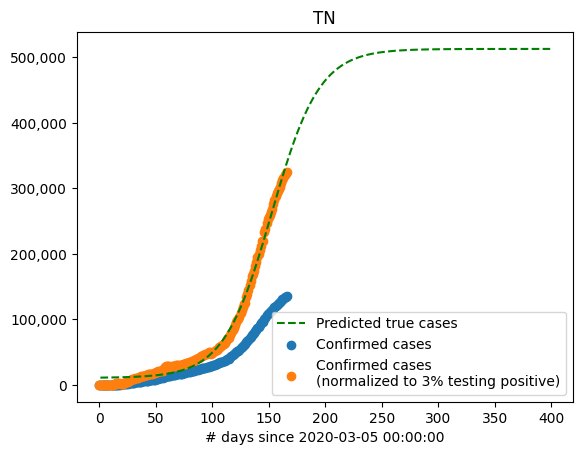 TN
500,000
400,000
300,000
200,000
100,000
0
Predicted true cases
Confirmed cases
Confirmed cases
(normalized to 3% testing positive)
0 50 100 150 200 250 300 350 400
# days since 2020-03-05 00:00:00